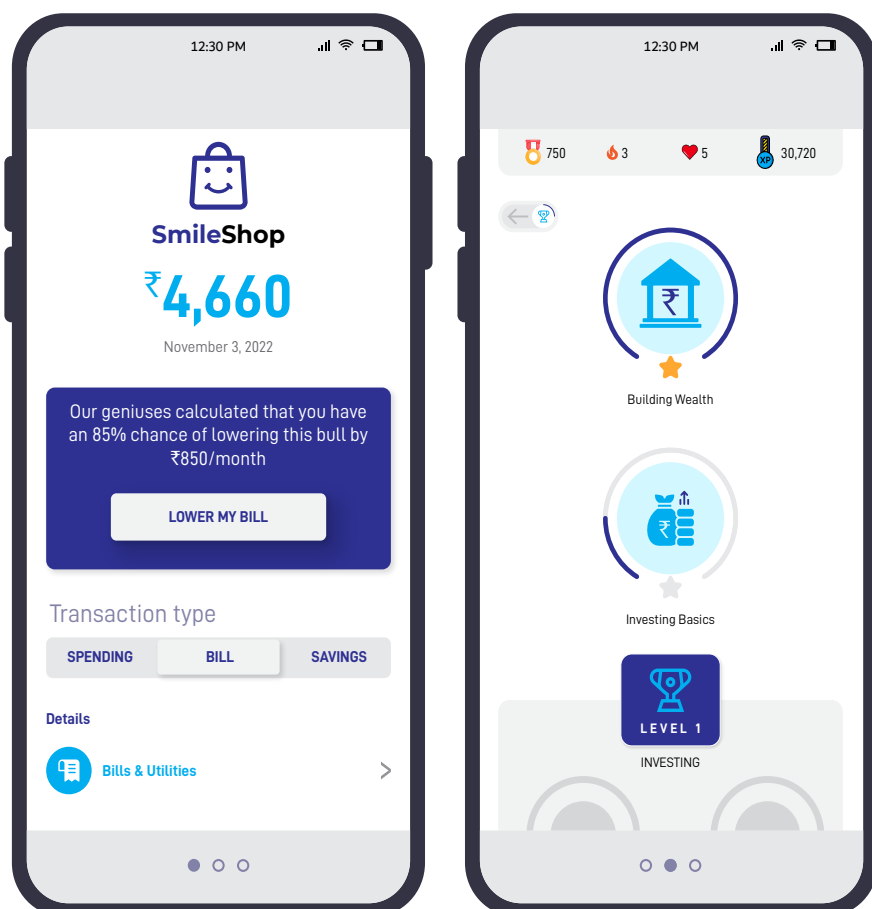 12:30 PM
SmileShop
₹4,660
November 3, 2022
Our geniuses calculated that you have
an 85% chance of lowering this bull by
₹850/month
LOWER MY BILL
Transaction type
SPENDING BILL SAVINGS
Details
₹ Bills & Utilities >
12:30 PM
750 3 5 XP 30,720
₹
Building Wealth
₹
Investing Basics
LEVEL 1
INVESTING